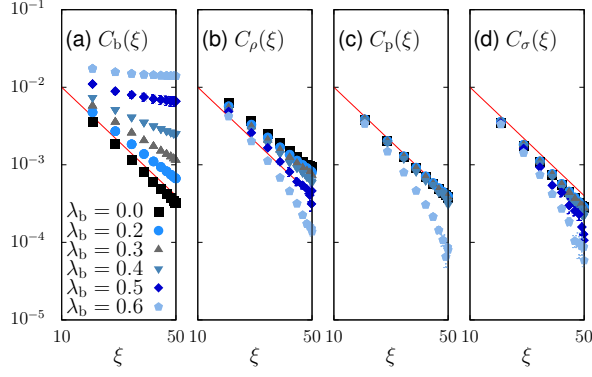 10⁻¹
10⁻²
10⁻³
10⁻⁴
10⁻⁵
(a) C_b(ξ)
(b) C_ρ(ξ)
(c) C_p(ξ)
(d) C_σ(ξ)
λ_b = 0.0
λ_b = 0.2
λ_b = 0.3
λ_b = 0.4
λ_b = 0.5
λ_b = 0.6
10 50 10 50 10 50 10 50
ξ ξ ξ ξ